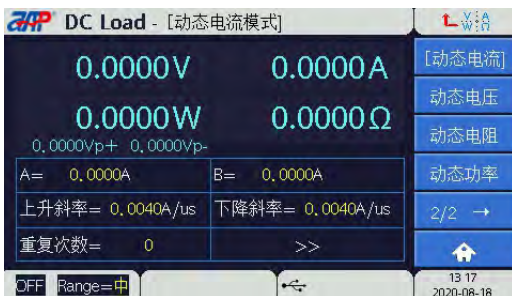 ZAP DC Load - [动态电流模式]
0.0000V 0.0000A
0.0000W 0.0000Ω
0.0000Vp+ 0.0000Vp-
A= 0.0000A B= 0.0000A
上升斜率= 0.0040A/us 下降斜率= 0.0040A/us
重复次数= 0 >>
OFF Range=中
V A
W Ω
[动态电流]
动态电压
动态电阻
动态功率
2/2 →
13 17
2020-08-18